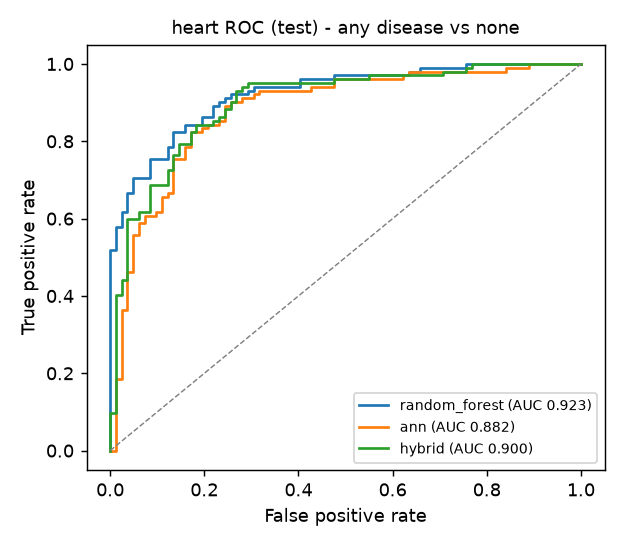 heart ROC (test) - any disease vs none
True positive rate
1.0
0.8
0.6
0.4
0.2
0.0
random_forest (AUC 0.923)
ann (AUC 0.882)
hybrid (AUC 0.900)
0.0 0.2 0.4 0.6 0.8 1.0
False positive rate